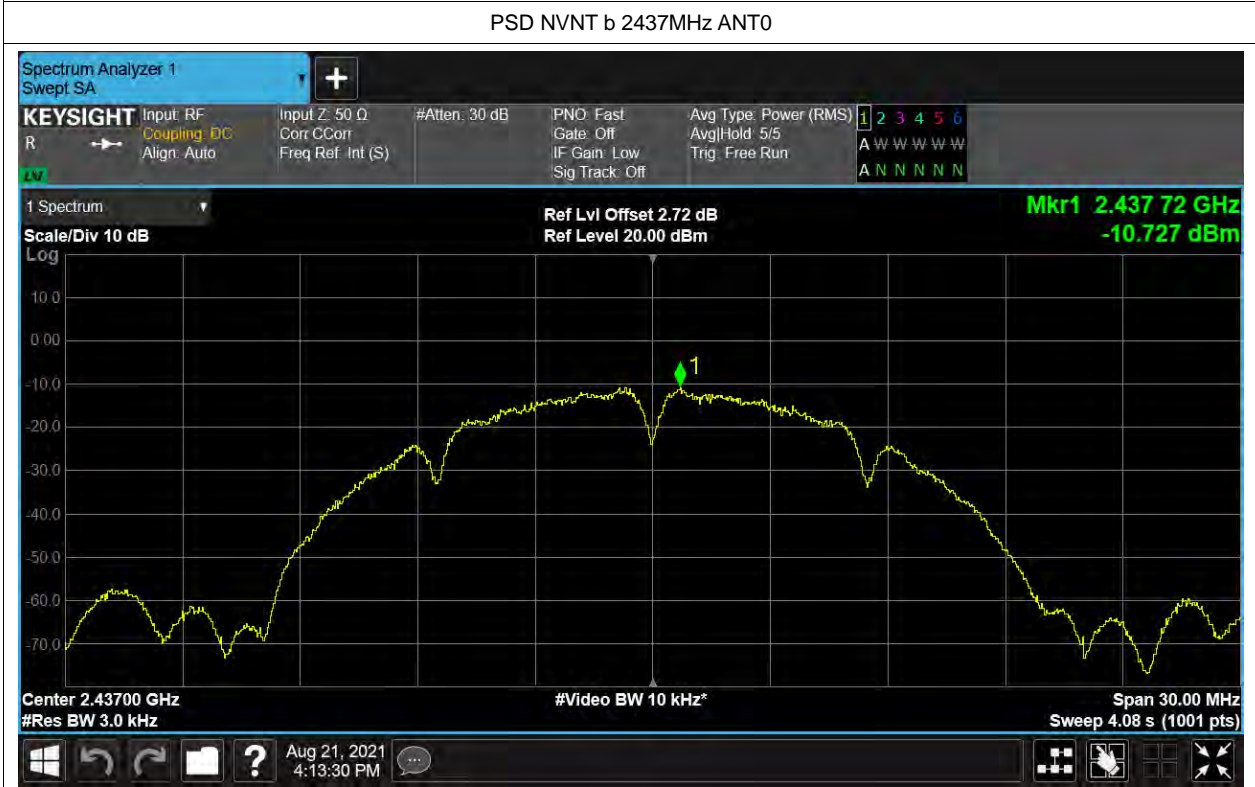 PSD NVNT b 2437MHz ANT0
Spectrum Analyzer 1
Swept SA
KEYSIGHT
R
LXI
Input: RF
Coupling: DC
Align: Auto
Input Z: 50 Ω
Corr CCorr
Freq Ref: Int (S)
#Atten: 30 dB
PNO: Fast
Gate: Off
IF Gain: Low
Sig Track: Off
Avg Type: Power (RMS)
Avg|Hold: 5/5
Trig: Free Run
1 2 3 4 5 6
A W W W W W
A N N N N N
1 Spectrum
Scale/Div 10 dB
Log
Ref Lvl Offset 2.72 dB
Ref Level 20.00 dBm
Mkr1 2.437 72 GHz
-10.727 dBm
10.0
0.00
-10.0
-20.0
-30.0
-40.0
-50.0
-60.0
-70.0
1
Center 2.43700 GHz
#Res BW 3.0 kHz
#Video BW 10 kHz*
Span 30.00 MHz
Sweep 4.08 s (1001 pts)
?
Aug 21, 2021
4:13:30 PM